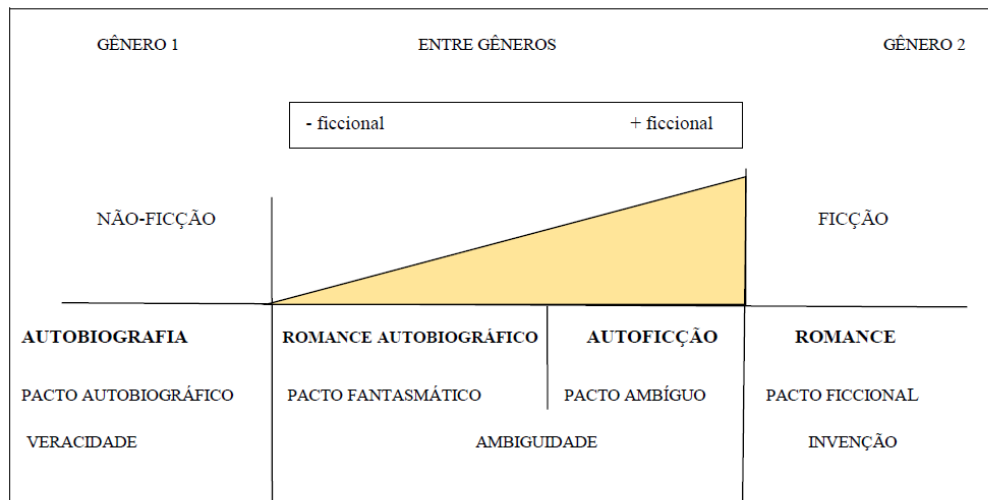 GÊNERO 1 ENTRE GÊNEROS GÊNERO 2
- ficcional + ficcional
NÃO-FICÇÃO FICÇÃO
AUTOBIOGRAFIA ROMANCE AUTOBIOGRÁFICO AUTOFICÇÃO ROMANCE
PACTO AUTOBIOGRÁFICO PACTO FANTASMÁTICO PACTO AMBÍGUO PACTO FICCIONAL
VERACIDADE AMBIGUIDADE INVENÇÃO